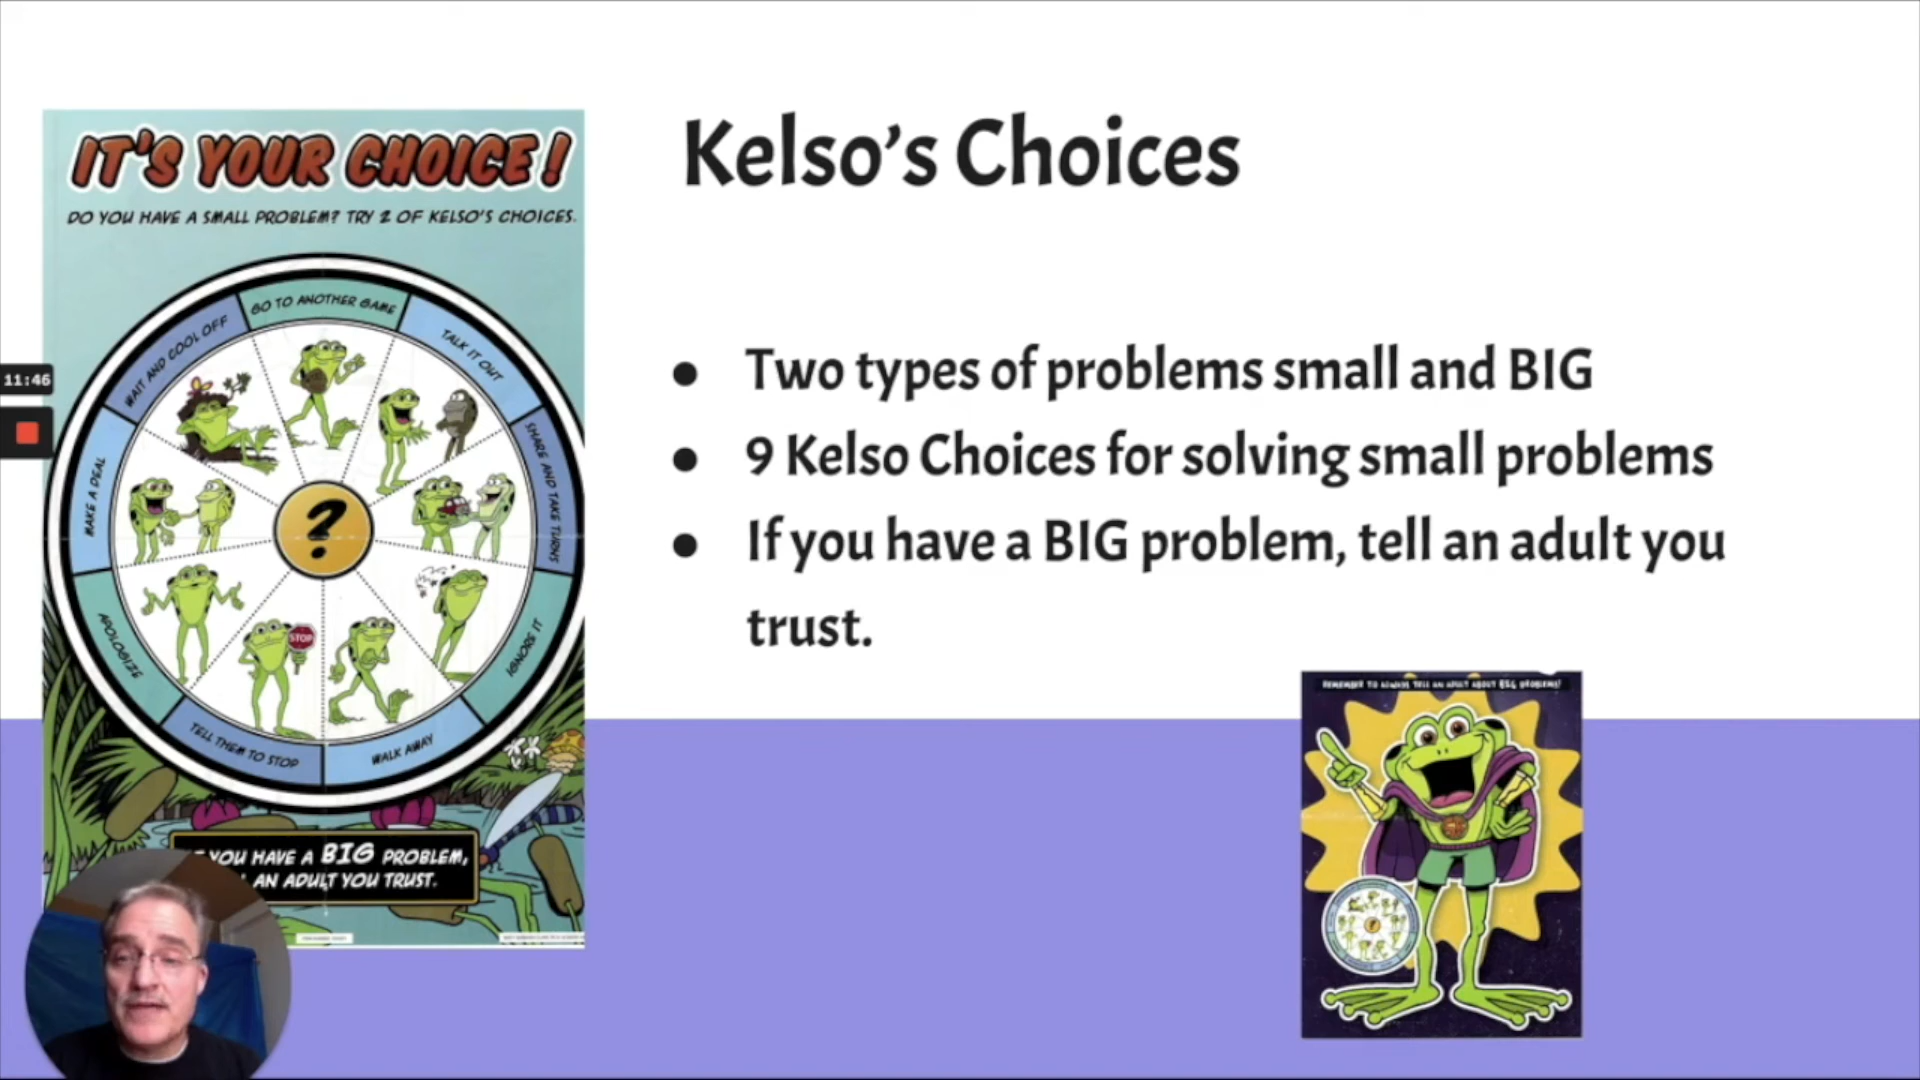 IT'S YOUR CHOICE!
DO YOU HAVE A SMALL PROBLEM? TRY 2 OF KELSO'S CHOICES.
GO TO ANOTHER GAME
TALK IT OUT
SHARE AND TAKE TURNS
IGNORE IT
WALK AWAY
TELL THEM TO STOP
APOLOGIZE
MAKE A DEAL
WAIT AND COOL OFF
STOP
?
YOU HAVE A BIG PROBLEM,
AN ADULT YOU TRUST.
11:46
Kelso's Choices
● Two types of problems small and BIG
● 9 Kelso Choices for solving small problems
● If you have a BIG problem, tell an adult you
trust.
REMEMBER TO ALWAYS TELL AN ADULT ABOUT BIG PROBLEMS!